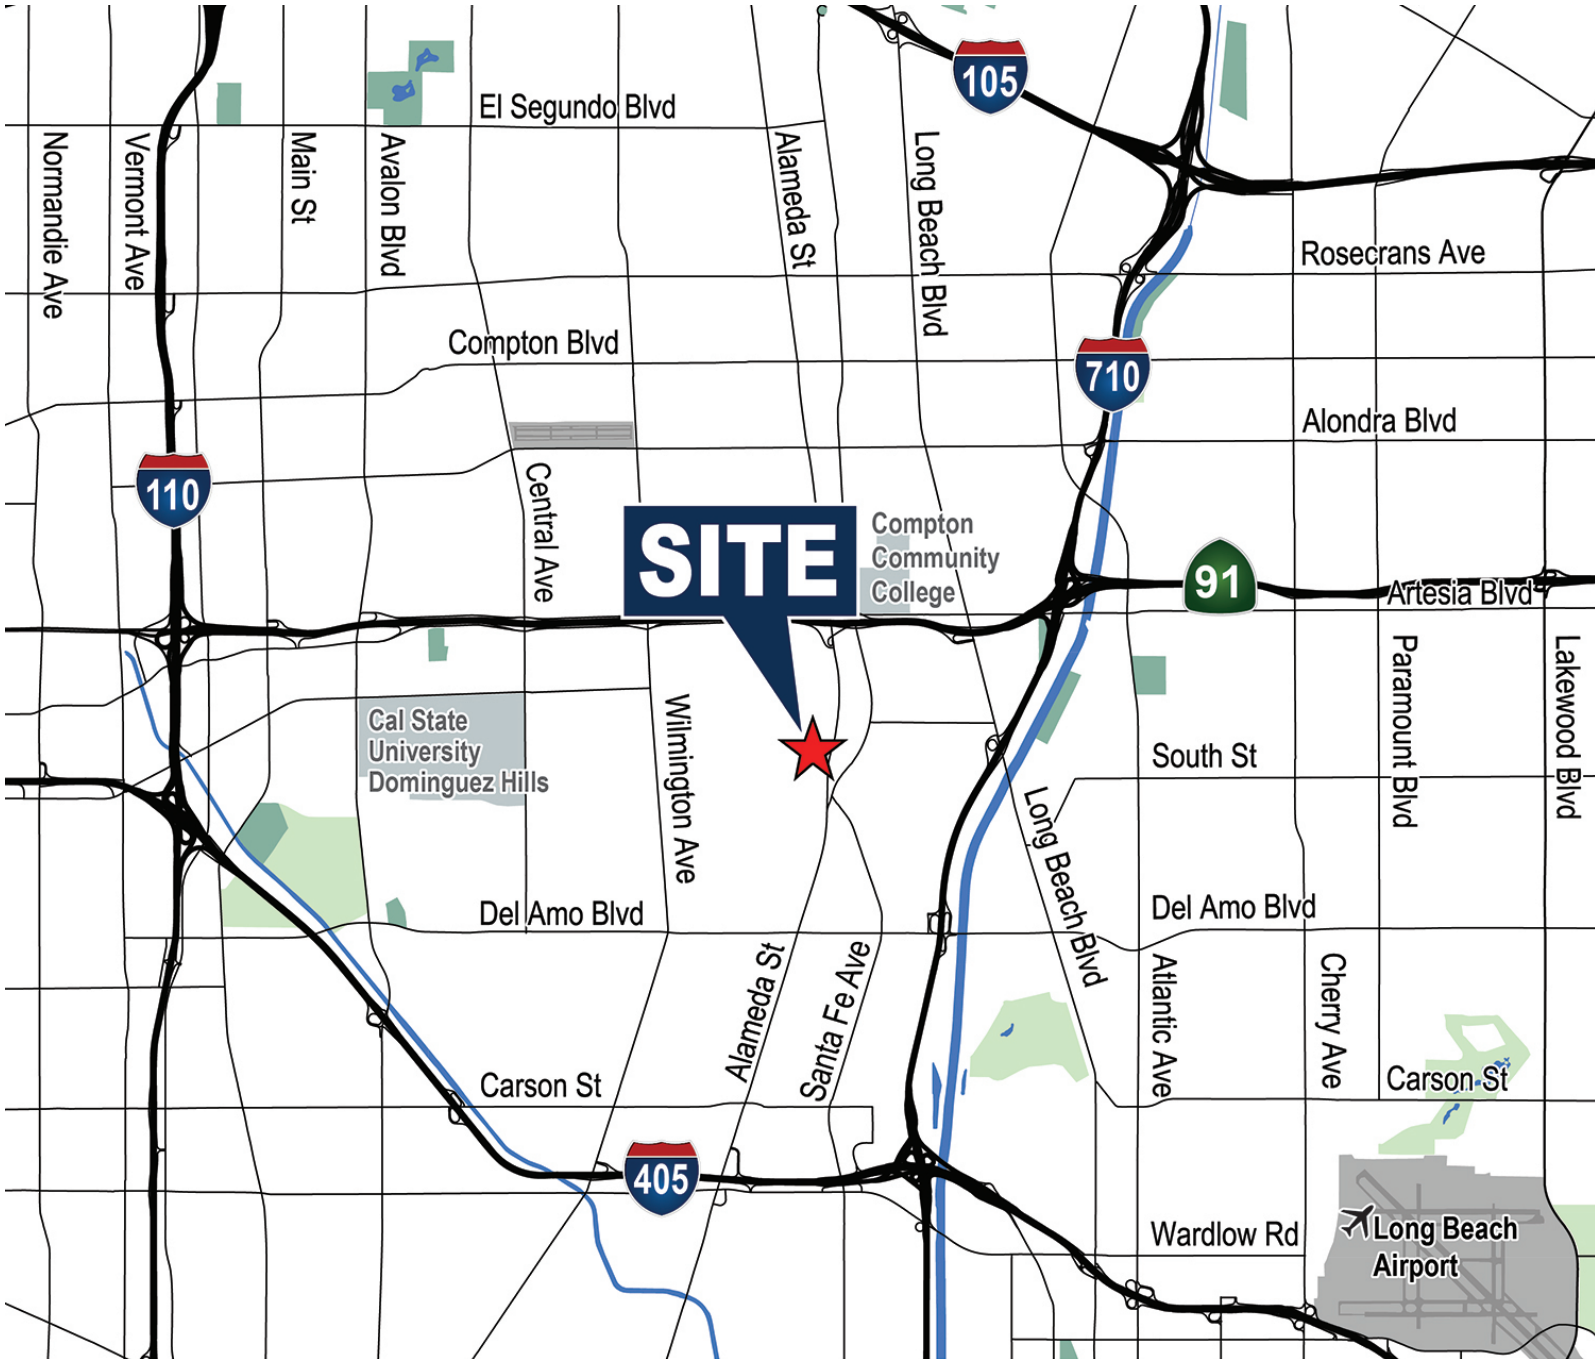 105
El Segundo Blvd
Normandie Ave
Vermont Ave
Main St
Avalon Blvd
Alameda St
Long Beach Blvd
Rosecrans Ave
Compton Blvd
710
Alondra Blvd
110
Central Ave
SITE
Compton
Community
College
91
Artesia Blvd
Cal State
University
Dominguez Hills
Wilmington Ave
South St
Paramount Blvd
Lakewood Blvd
Long Beach Blvd
Del Amo Blvd
Del Amo Blvd
Alameda St
Santa Fe Ave
Atlantic Ave
Cherry Ave
Carson St
Carson St
405
Wardlow Rd
Long Beach
Airport